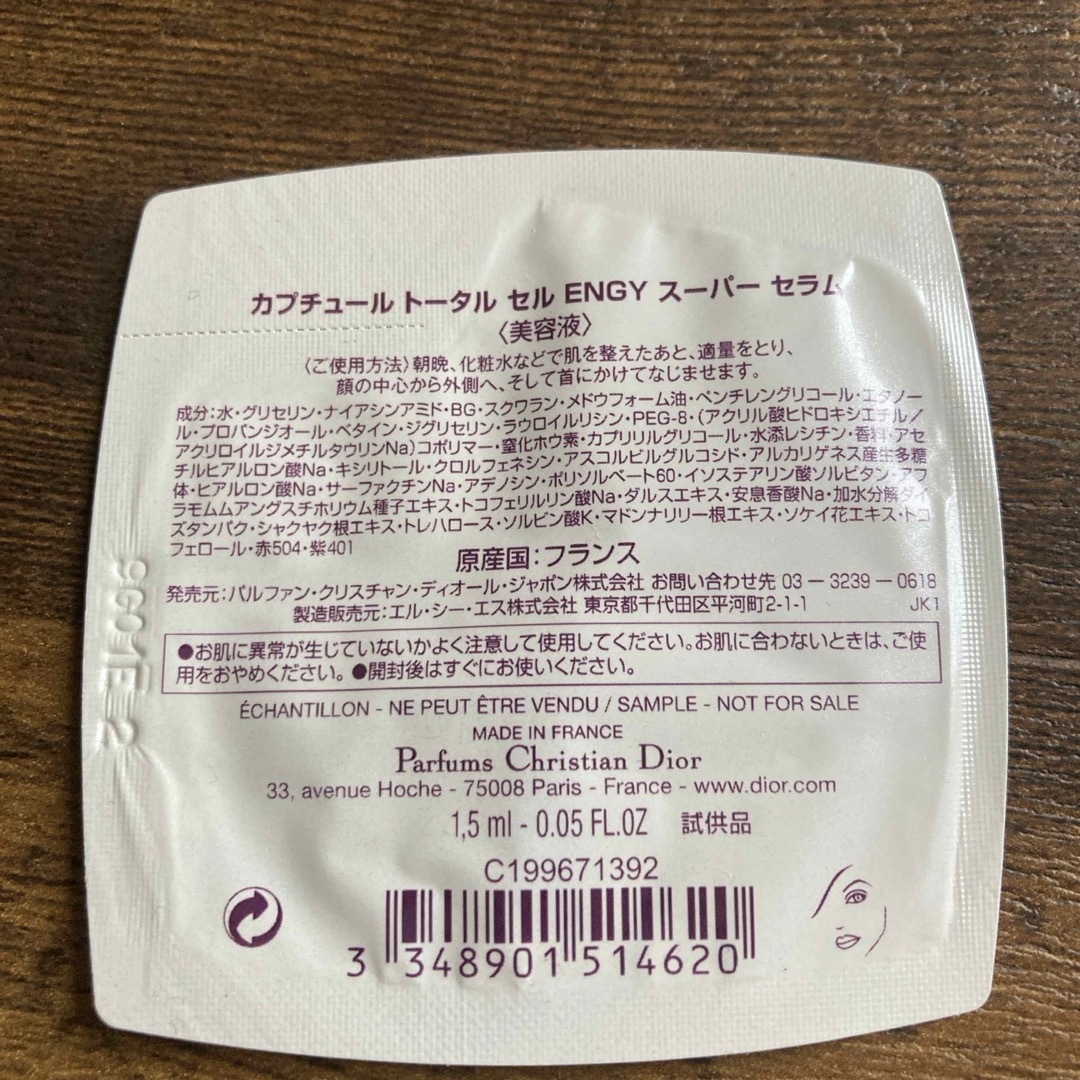 カプチュール トータル セル ENGY スーパー セラム
〈美容液〉
〈ご使用方法〉朝晩、化粧水などで肌を整えたあと、適量をとり、
顔の中心から外側へ、そして首にかけてなじませます。
成分：水・グリセリン・ナイアシンアミド・BG・スクワラン・メドウフォーム油・ペンチレングリコール・エタノー
ル・プロパンジオール・ベタイン・ジグリセリン・ラウロイルリシン・PEG-8・（アクリル酸ヒドロキシエチル／
アクリロイルジメチルタウリンNa）コポリマー・窒化ホウ素・カプリリルグリコール・水添レシチン・香料・アセ
チルヒアルロン酸Na・キシリトール・クロルフェネシン・アスコルビルグルコシド・アルカリゲネス産生多糖
体・ヒアルロン酸Na・サーファクチンNa・アデノシン・ポリソルベート60・イソステアリン酸ソルビタン・アフ
ラモムムアングスチホリウム種子エキス・トコフェリルリン酸Na・ダルスエキス・安息香酸Na・加水分解ダイ
ズタンパク・シャクヤク根エキス・トレハロース・ソルビン酸K・マドンナリリー根エキス・ソケイ花エキス・トコ
フェロール・赤504・紫401
原産国：フランス
発売元：パルファン・クリスチャン・ディオール・ジャポン株式会社 お問い合わせ先 03 － 3239 － 0618
製造販売元：エル・シー・エス株式会社 東京都千代田区平河町2-1-1 JK1
●お肌に異常が生じていないかよく注意して使用してください。お肌に合わないときは、ご使
用をおやめください。●開封後はすぐにお使いください。
ÉCHANTILLON - NE PEUT ÊTRE VENDU / SAMPLE - NOT FOR SALE
MADE IN FRANCE
Parfums Christian Dior
33, avenue Hoche - 75008 Paris - France - www.dior.com
1,5 ml - 0.05 FL.OZ 試供品
C199671392
3 348901 514620